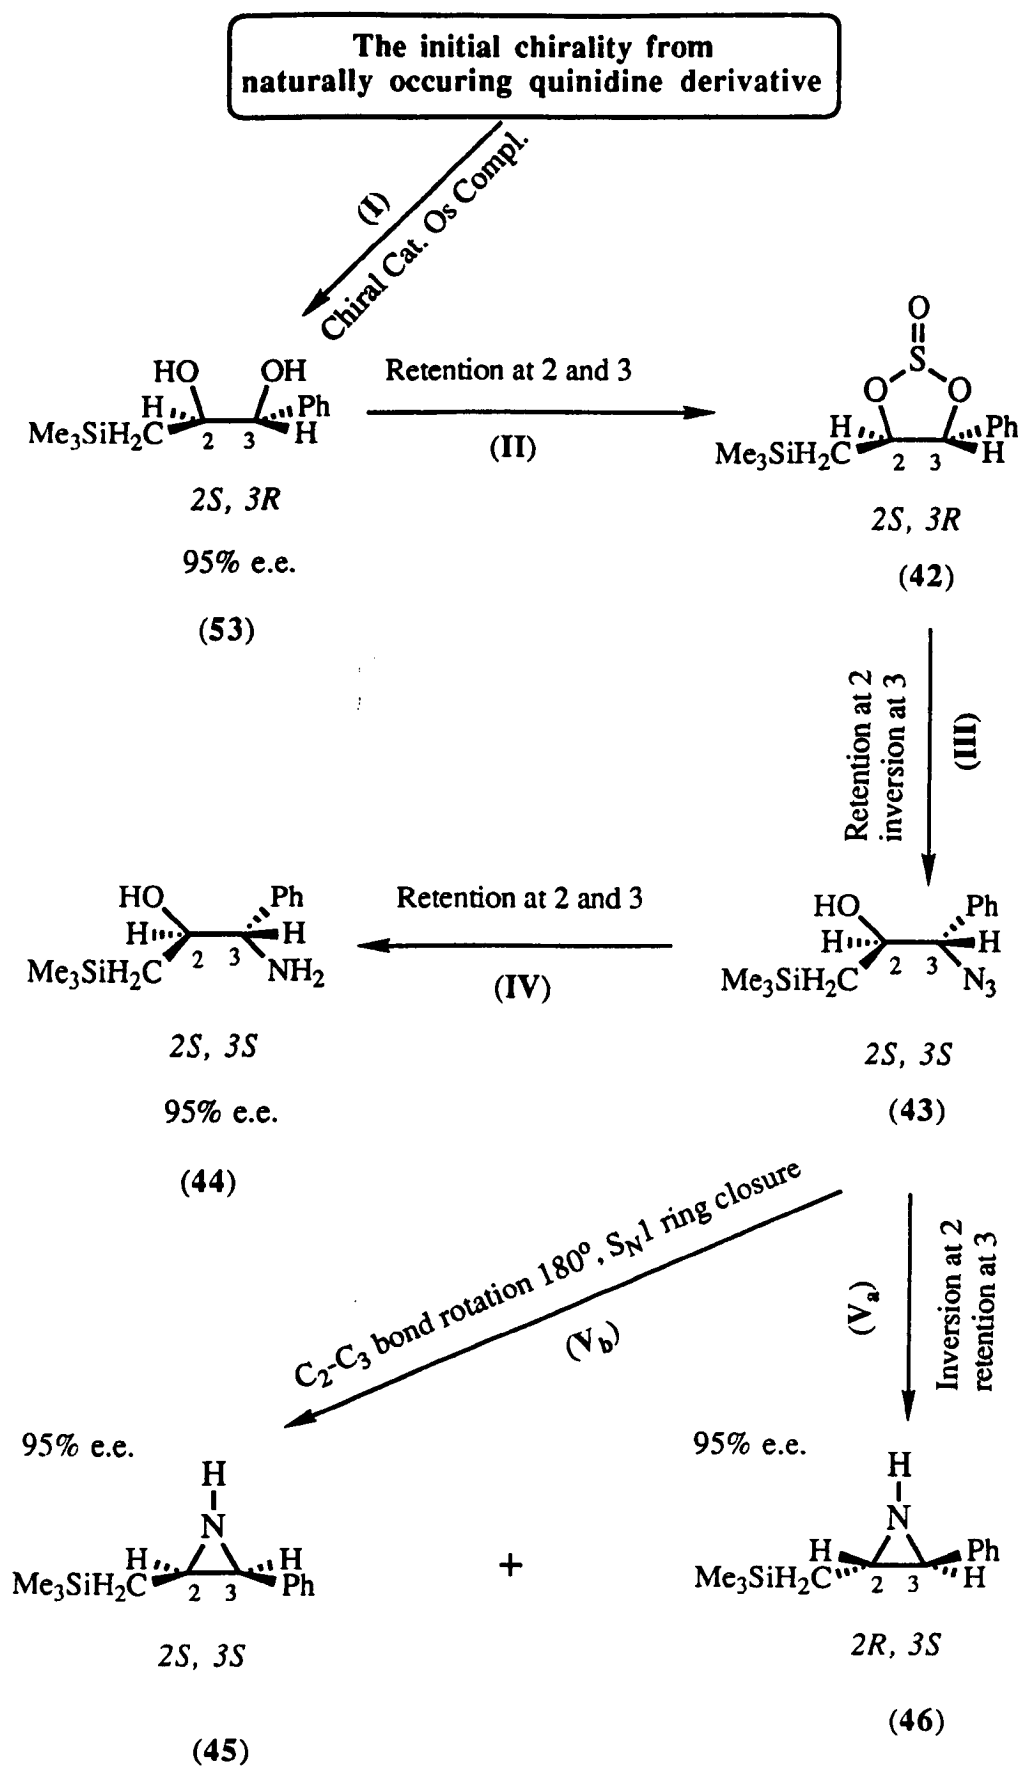 The initial chirality from
naturally occuring quinidine derivative
(I)
Chiral Cat. Os Compl.
HO OH
H Ph
Me₃SiH₂C 2 3 H
2S, 3R
95% e.e.
(53)
Retention at 2 and 3
(II)
O
S
O O
H Ph
Me₃SiH₂C 2 3 H
2S, 3R
(42)
Retention at 2
inversion at 3
(III)
HO Ph
H H
Me₃SiH₂C 2 3 N₃
2S, 3S
(43)
Retention at 2 and 3
(IV)
HO Ph
H H
Me₃SiH₂C 2 3 NH₂
2S, 3S
95% e.e.
(44)
C₂-C₃ bond rotation 180°, S_N1 ring closure
(V_b)
(V_a)
Inversion at 2
retention at 3
95% e.e.
H
N
H H
Me₃SiH₂C 2 3 Ph
2S, 3S
(45)
+
95% e.e.
H
N
H Ph
Me₃SiH₂C 2 3 H
2R, 3S
(46)